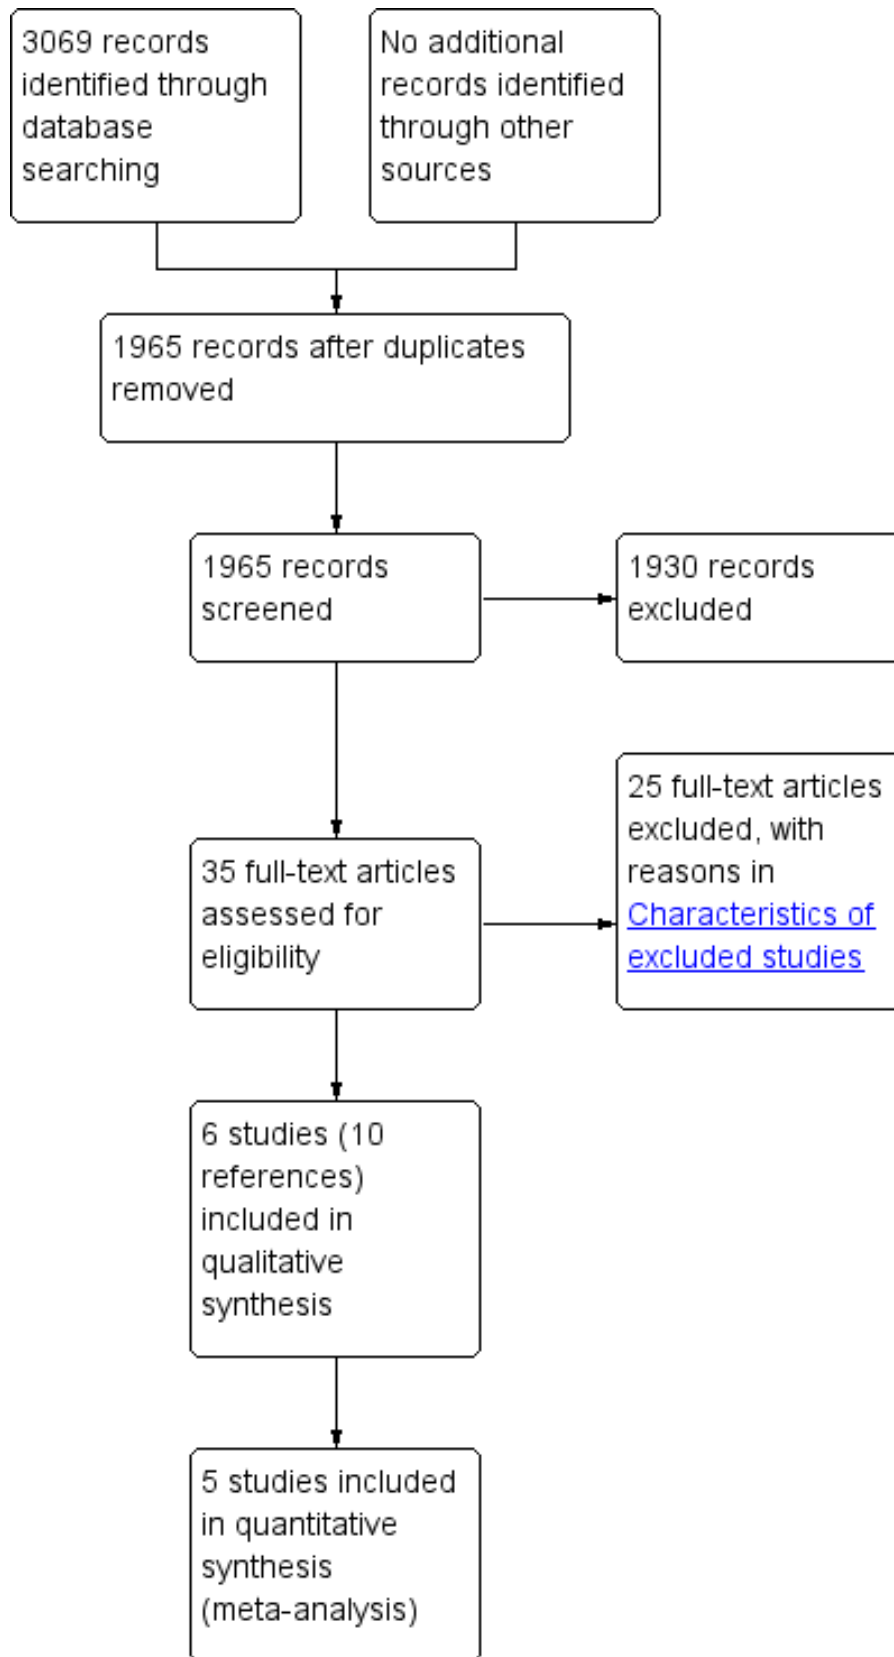 3069 records
identified through
database
searching
No additional
records identified
through other
sources
1965 records after duplicates
removed
1965 records
screened
1930 records
excluded
35 full-text articles
assessed for
eligibility
25 full-text articles
excluded, with
reasons in
Characteristics of
excluded studies
6 studies (10
references)
included in
qualitative
synthesis
5 studies included
in quantitative
synthesis
(meta-analysis)